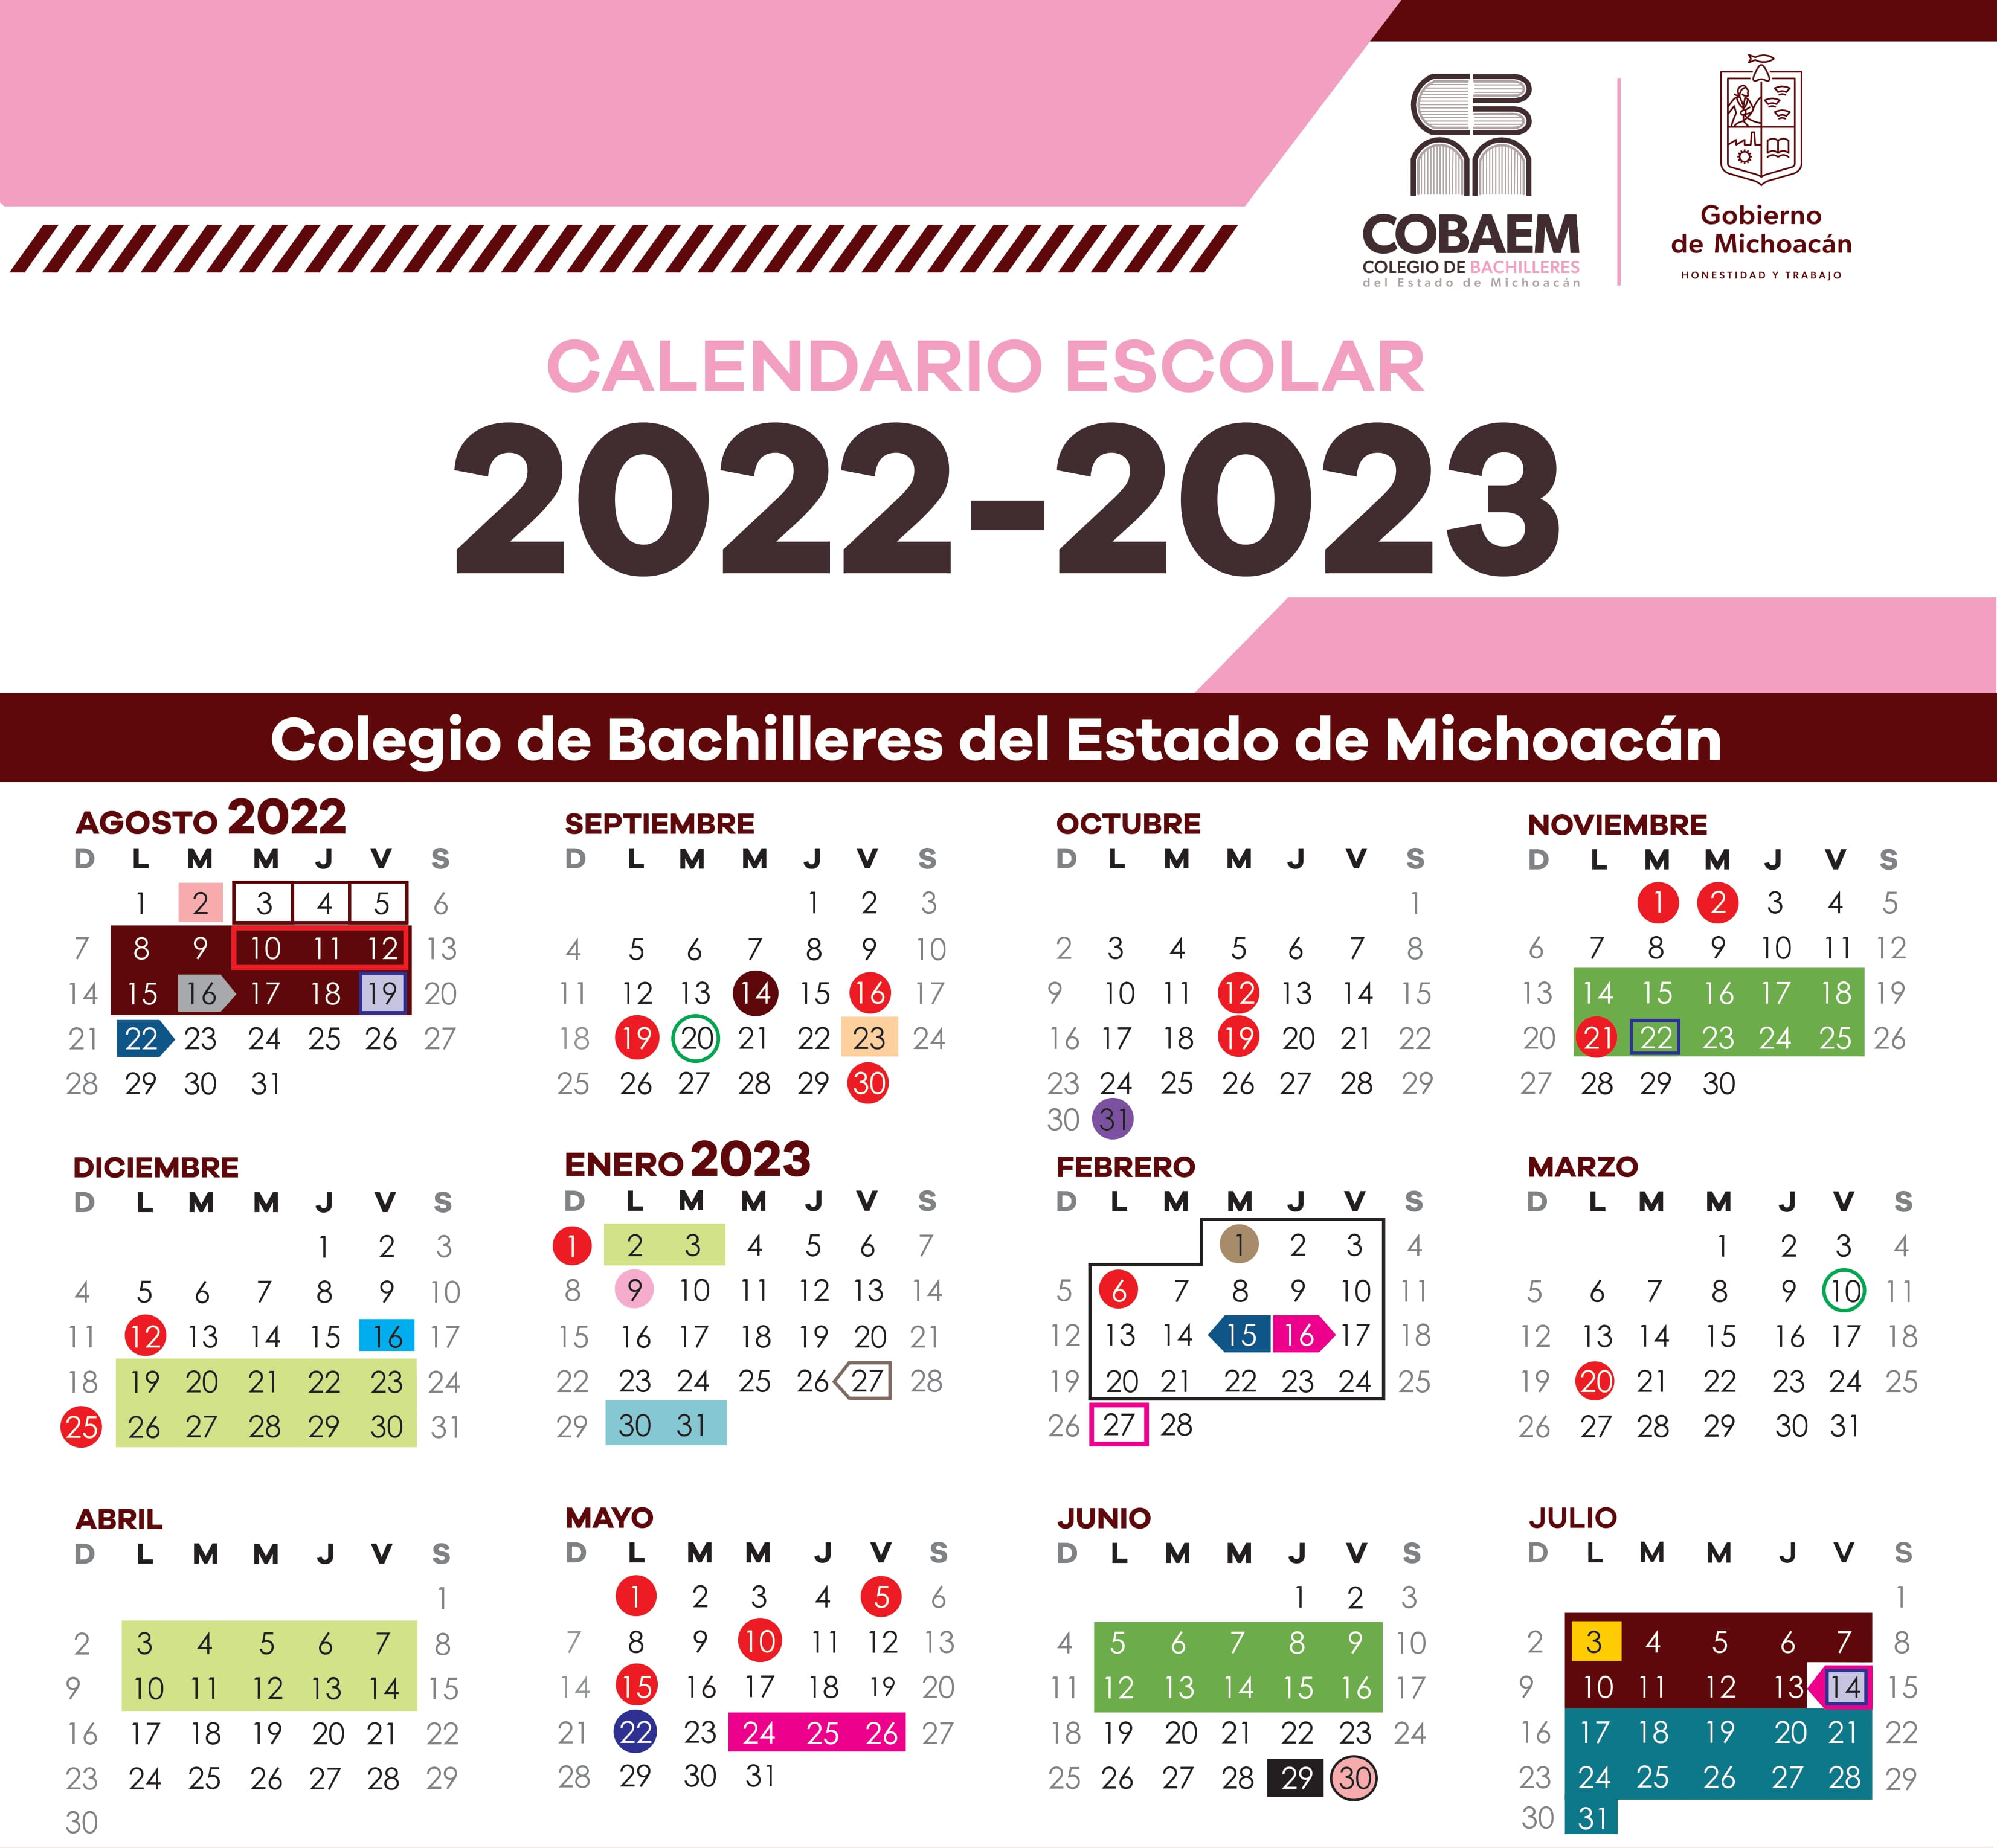 COBAEM
COLEGIO DE BACHILLERES
del Estado de Michoacán
Gobierno
de Michoacán
HONESTIDAD Y TRABAJO
CALENDARIO ESCOLAR
2022-2023
Colegio de Bachilleres del Estado de Michoacán
AGOSTO 2022
D L M M J V S
1 2 3 4 5 6
7 8 9 10 11 12 13
14 15 16 17 18 19 20
21 22 23 24 25 26 27
28 29 30 31
SEPTIEMBRE
D L M M J V S
1 2 3
4 5 6 7 8 9 10
11 12 13 14 15 16 17
18 19 20 21 22 23 24
25 26 27 28 29 30
OCTUBRE
D L M M J V S
1
2 3 4 5 6 7 8
9 10 11 12 13 14 15
16 17 18 19 20 21 22
23 24 25 26 27 28 29
30 31
NOVIEMBRE
D L M M J V S
1 2 3 4 5
6 7 8 9 10 11 12
13 14 15 16 17 18 19
20 21 22 23 24 25 26
27 28 29 30
DICIEMBRE
D L M M J V S
1 2 3
4 5 6 7 8 9 10
11 12 13 14 15 16 17
18 19 20 21 22 23 24
25 26 27 28 29 30 31
ENERO 2023
D L M M J V S
1 2 3 4 5 6 7
8 9 10 11 12 13 14
15 16 17 18 19 20 21
22 23 24 25 26 27 28
29 30 31
FEBRERO
D L M M J V S
1 2 3 4
5 6 7 8 9 10 11
12 13 14 15 16 17 18
19 20 21 22 23 24 25
26 27 28
MARZO
D L M M J V S
1 2 3 4
5 6 7 8 9 10 11
12 13 14 15 16 17 18
19 20 21 22 23 24 25
26 27 28 29 30 31
ABRIL
D L M M J V S
1
2 3 4 5 6 7 8
9 10 11 12 13 14 15
16 17 18 19 20 21 22
23 24 25 26 27 28 29
30
MAYO
D L M M J V S
1 2 3 4 5 6
7 8 9 10 11 12 13
14 15 16 17 18 19 20
21 22 23 24 25 26 27
28 29 30 31
JUNIO
D L M M J V S
1 2 3
4 5 6 7 8 9 10
11 12 13 14 15 16 17
18 19 20 21 22 23 24
25 26 27 28 29 30
JULIO
D L M M J V S
1
2 3 4 5 6 7 8
9 10 11 12 13 14 15
16 17 18 19 20 21 22
23 24 25 26 27 28 29
30 31